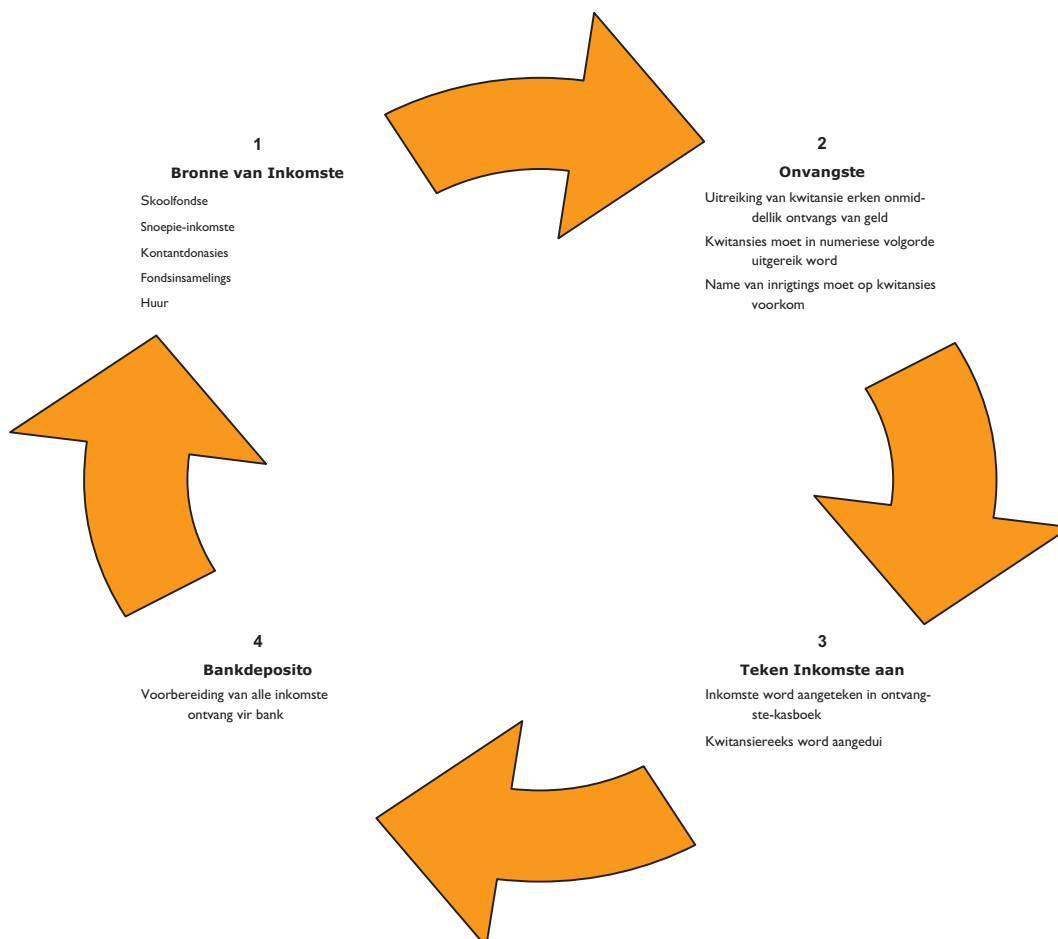 1
Bronne van Inkomste
Skoolfondse
Snoepie-inkomste
Kontantdonasies
Fondsinsamelings
Huur
2
Onvangste
Uitreiking van kwitansie erken onmid-
dellik ontvangs van geld
Kwitansies moet in numeriese volgorde
uitgereik word
Name van inrigtings moet op kwitansies
voorkom
3
Teken Inkomste aan
Inkomste word aangeteken in ontvang-
ste-kasboek
Kwitansiereeks word aangedui
4
Bankdeposito
Voorbereiding van alle inkomste
ontvang vir bank